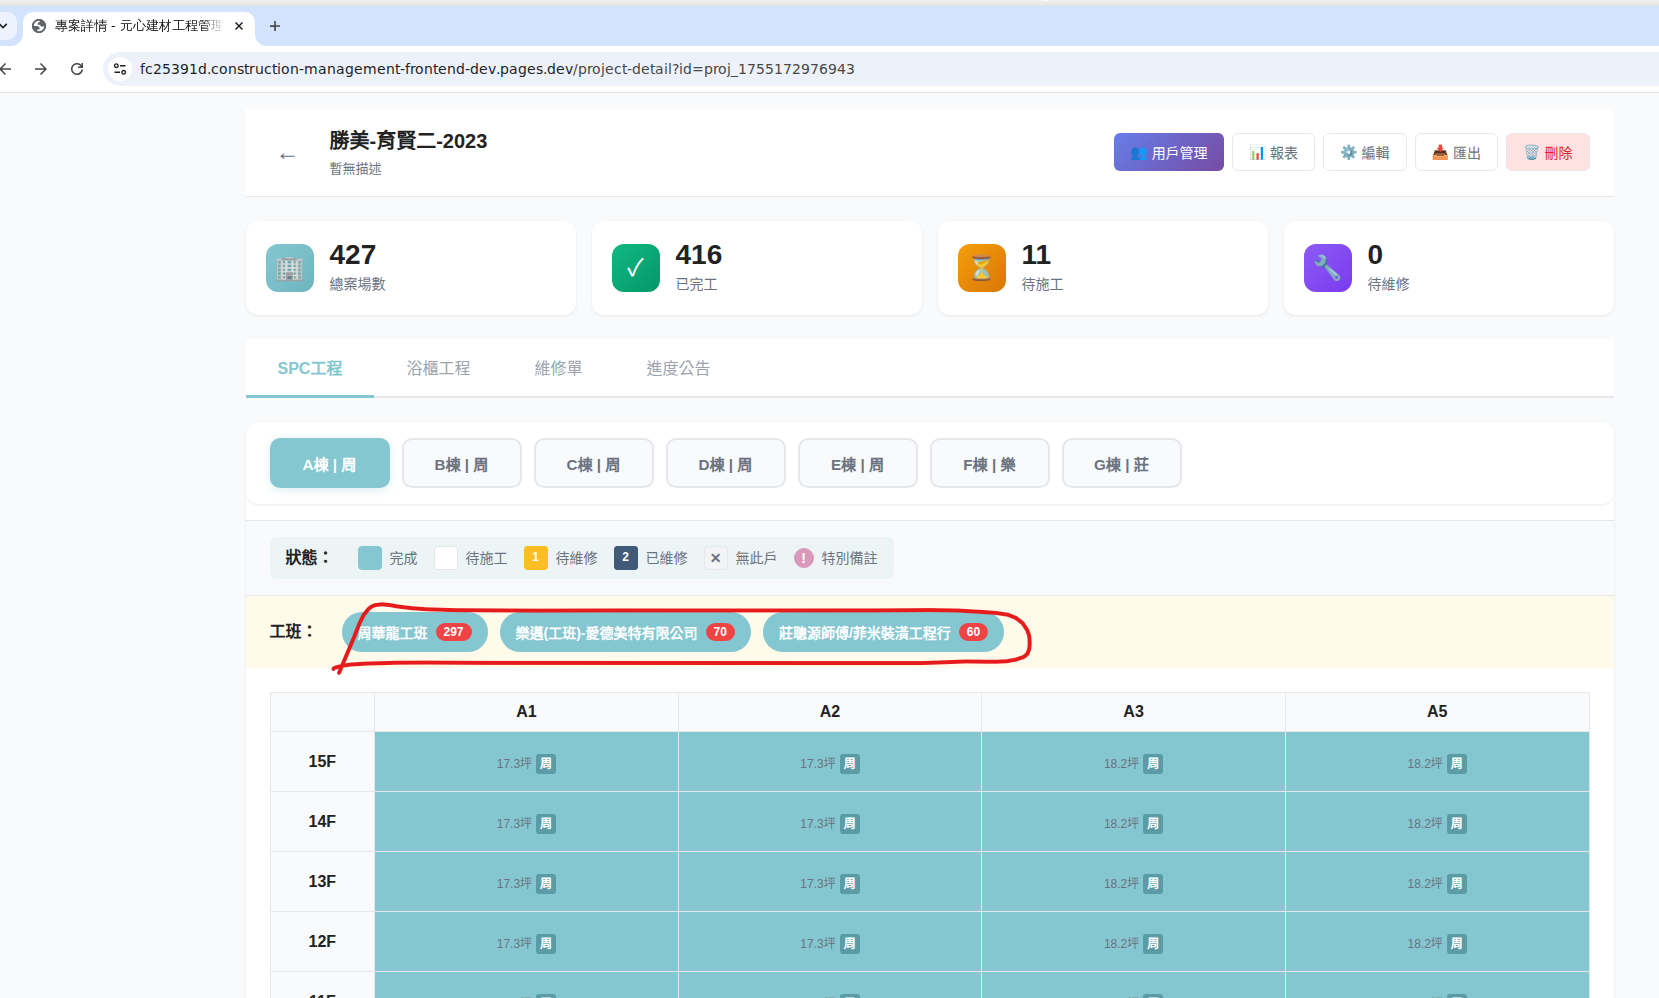 專案詳情 - 元心建材工程管理
fc25391d.construction-management-frontend-dev.pages.dev/project-detail?id=proj_1755172976943
← 勝美-育賢二-2023
暫無描述
用戶管理 報表 編輯 匯出 刪除
427
總案場數
416
已完工
11
待施工
0
待維修
SPC工程 浴櫃工程 維修單 進度公告
A棟 | 周 B棟 | 周 C棟 | 周 D棟 | 周 E棟 | 周 F棟 | 樂 G棟 | 莊
狀態： 完成 待施工 1 待維修 2 已維修 ✕ 無此戶 ! 特別備註
工班： 周華龍工班 297 樂邁(工班)-愛德美特有限公司 70 莊聰源師傅/菲米裝潢工程行 60
A1 A2 A3 A5
15F 17.3坪 周 17.3坪 周 18.2坪 周 18.2坪 周
14F 17.3坪 周 17.3坪 周 18.2坪 周 18.2坪 周
13F 17.3坪 周 17.3坪 周 18.2坪 周 18.2坪 周
12F 17.3坪 周 17.3坪 周 18.2坪 周 18.2坪 周